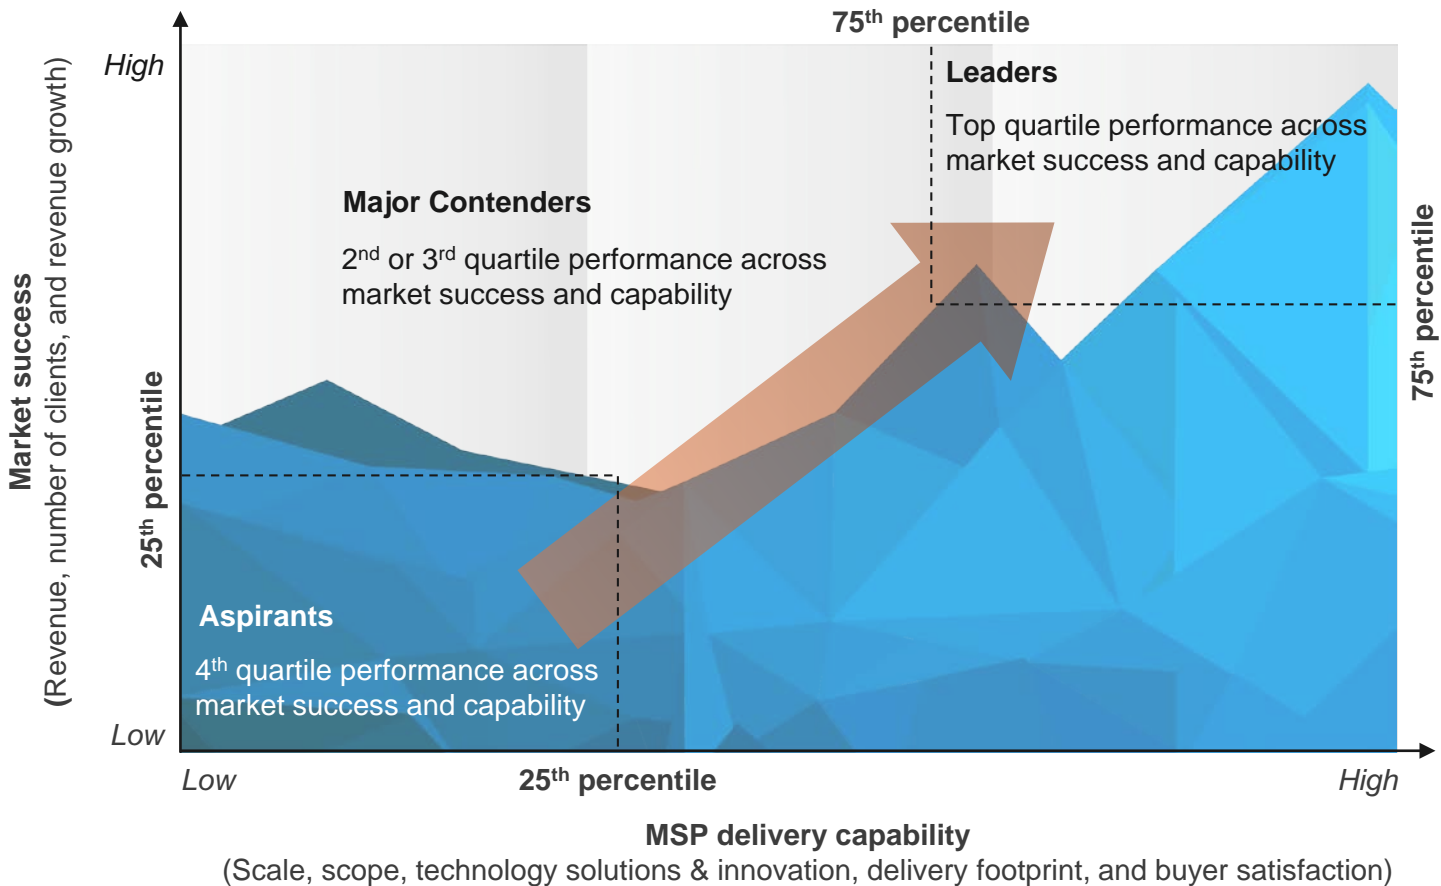 75th percentile
High
Leaders
Top quartile performance across
market success and capability
Major Contenders
2nd or 3rd quartile performance across
market success and capability
Market success
(Revenue, number of clients, and revenue growth)
25th percentile
75th percentile
Aspirants
4th quartile performance across
market success and capability
Low
Low
25th percentile
High
MSP delivery capability
(Scale, scope, technology solutions & innovation, delivery footprint, and buyer satisfaction)